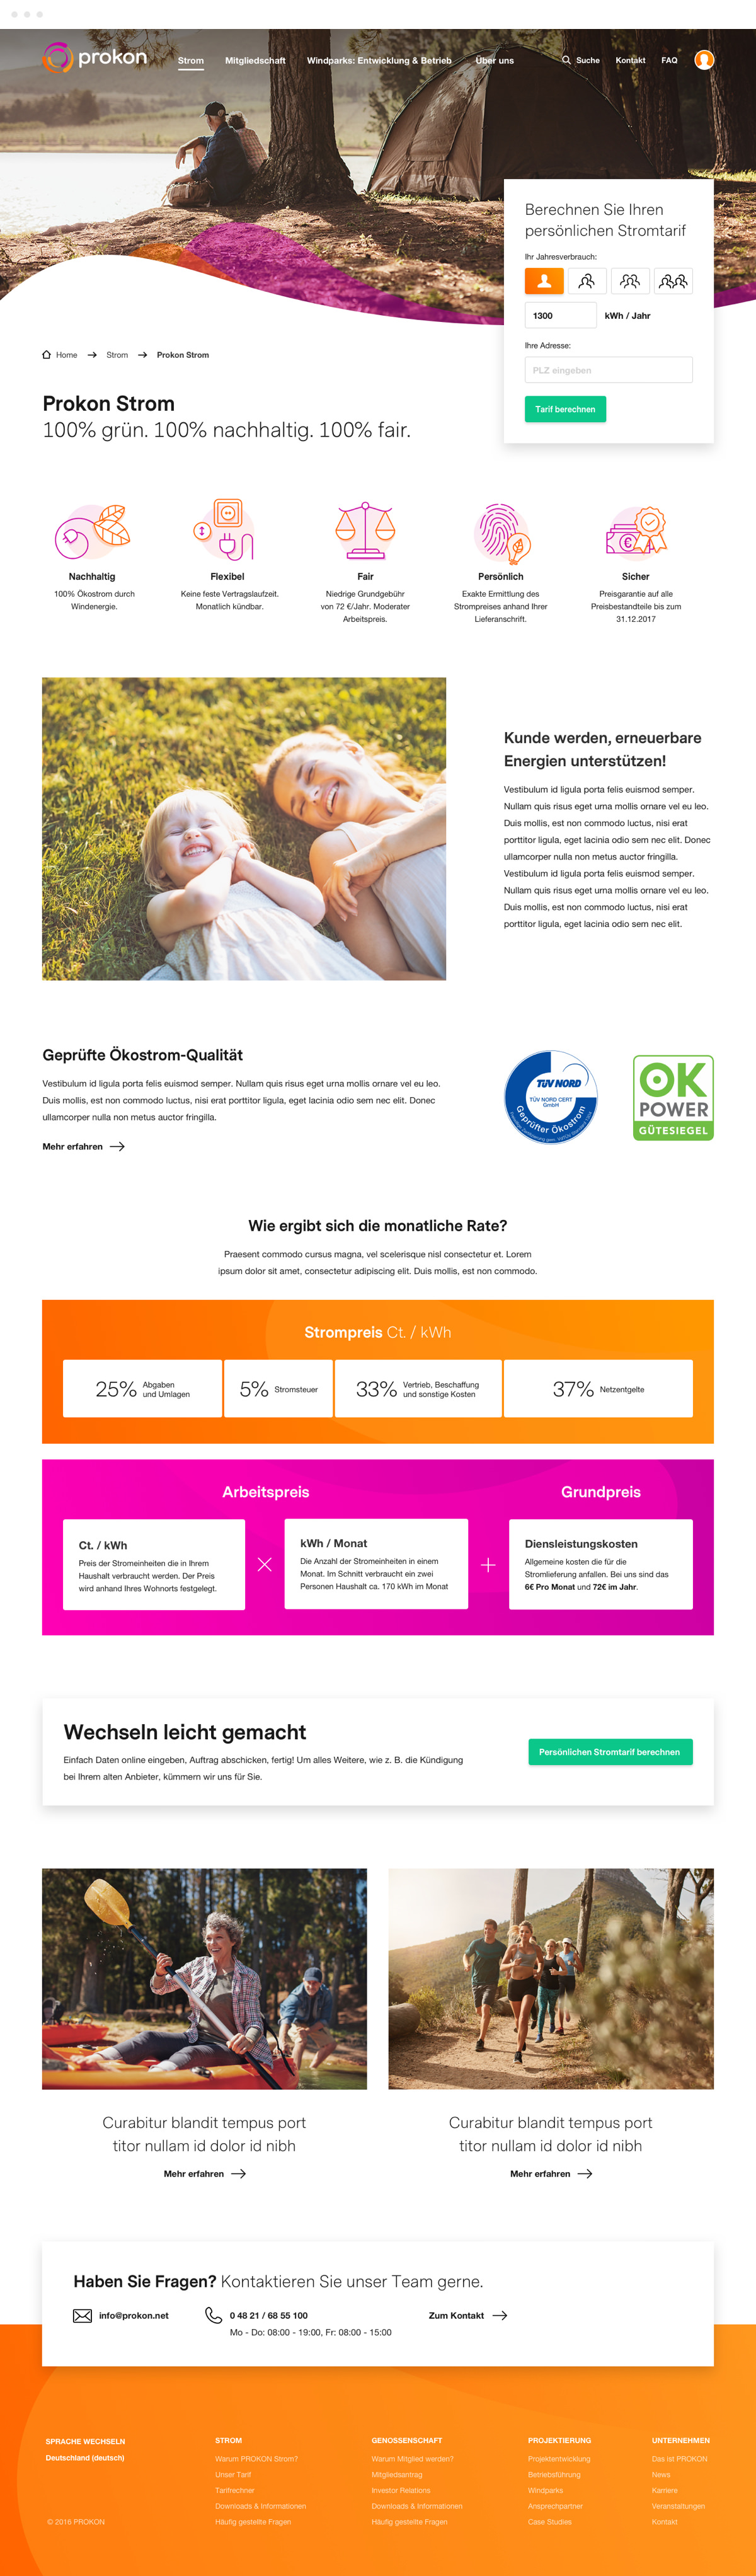 prokon
Strom
Mitgliedschaft
Windparks: Entwicklung & Betrieb
Über uns
Suche
Kontakt
FAQ
Berechnen Sie Ihren
persönlichen Stromtarif
Ihr Jahresverbrauch:
1300
kWh / Jahr
Ihre Adresse:
PLZ eingeben
Tarif berechnen
Home
Strom
Prokon Strom
Prokon Strom
100% grün. 100% nachhaltig. 100% fair.
Nachhaltig
100% Ökostrom durch
Windenergie.
Flexibel
Keine feste Vertragslaufzeit.
Monatlich kündbar.
Fair
Niedrige Grundgebühr
von 72 €/Jahr. Moderater
Arbeitspreis.
Persönlich
Exakte Ermittlung des
Strompreises anhand Ihrer
Lieferanschrift.
€
Sicher
Preisgarantie auf alle
Preisbestandteile bis zum
31.12.2017
Kunde werden, erneuerbare
Energien unterstützen!
Vestibulum id ligula porta felis euismod semper.
Nullam quis risus eget urna mollis ornare vel eu leo.
Duis mollis, est non commodo luctus, nisi erat
porttitor ligula, eget lacinia odio sem nec elit. Donec
ullamcorper nulla non metus auctor fringilla.
Vestibulum id ligula porta felis euismod semper.
Nullam quis risus eget urna mollis ornare vel eu leo.
Duis mollis, est non commodo luctus, nisi erat
porttitor ligula, eget lacinia odio sem nec elit.
Geprüfte Ökostrom-Qualität
Vestibulum id ligula porta felis euismod semper. Nullam quis risus eget urna mollis ornare vel eu leo.
Duis mollis, est non commodo luctus, nisi erat porttitor ligula, eget lacinia odio sem nec elit. Donec
ullamcorper nulla non metus auctor fringilla.
Mehr erfahren
TÜV NORD
TÜV NORD CERT
GmbH
Geprüfter Ökostrom
OK
POWER
GÜTESIEGEL
Wie ergibt sich die monatliche Rate?
Praesent commodo cursus magna, vel scelerisque nisl consectetur et. Lorem
ipsum dolor sit amet, consectetur adipiscing elit. Duis mollis, est non commodo.
Strompreis Ct. / kWh
25% Abgaben
und Umlagen
5% Stromsteuer
33% Vertrieb, Beschaffung
und sonstige Kosten
37% Netzentgelte
Arbeitspreis
Grundpreis
Ct. / kWh
Preis der Stromeinheiten die in Ihrem
Haushalt verbraucht werden. Der Preis
wird anhand Ihres Wohnorts festgelegt.
kWh / Monat
Die Anzahl der Stromeinheiten in einem
Monat. Im Schnitt verbraucht ein zwei
Personen Haushalt ca. 170 kWh im Monat
Diensleistungskosten
Allgemeine kosten die für die
Stromlieferung anfallen. Bei uns sind das
6€ Pro Monat und 72€ im Jahr.
Wechseln leicht gemacht
Einfach Daten online eingeben, Auftrag abschicken, fertig! Um alles Weitere, wie z. B. die Kündigung
bei Ihrem alten Anbieter, kümmern wir uns für Sie.
Persönlichen Stromtarif berechnen
Curabitur blandit tempus port
titor nullam id dolor id nibh
Mehr erfahren
Curabitur blandit tempus port
titor nullam id dolor id nibh
Mehr erfahren
Haben Sie Fragen? Kontaktieren Sie unser Team gerne.
info@prokon.net
0 48 21 / 68 55 100
Mo - Do: 08:00 - 19:00, Fr: 08:00 - 15:00
Zum Kontakt
SPRACHE WECHSELN
Deutschland (deutsch)
© 2016 PROKON
STROM
Warum PROKON Strom?
Unser Tarif
Tarifrechner
Downloads & Informationen
Häufig gestellte Fragen
GENOSSENSCHAFT
Warum Mitglied werden?
Mitgliedsantrag
Investor Relations
Downloads & Informationen
Häufig gestellte Fragen
PROJEKTIERUNG
Projektentwicklung
Betriebsführung
Windparks
Ansprechpartner
Case Studies
UNTERNEHMEN
Das ist PROKON
News
Karriere
Veranstaltungen
Kontakt